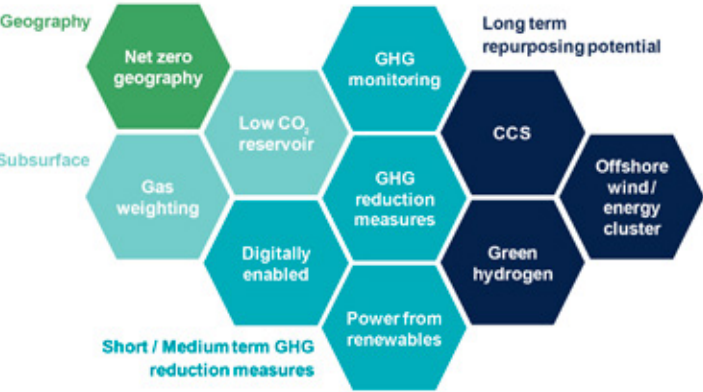 Geography
Net zero
geography
GHG
monitoring
Long term
repurposing potential
Low CO₂
reservoir
CCS
Subsurface
Gas
weighting
GHG
reduction
measures
Offshore
wind /
energy
cluster
Digitally
enabled
Green
hydrogen
Power from
renewables
Short / Medium term GHG
reduction measures